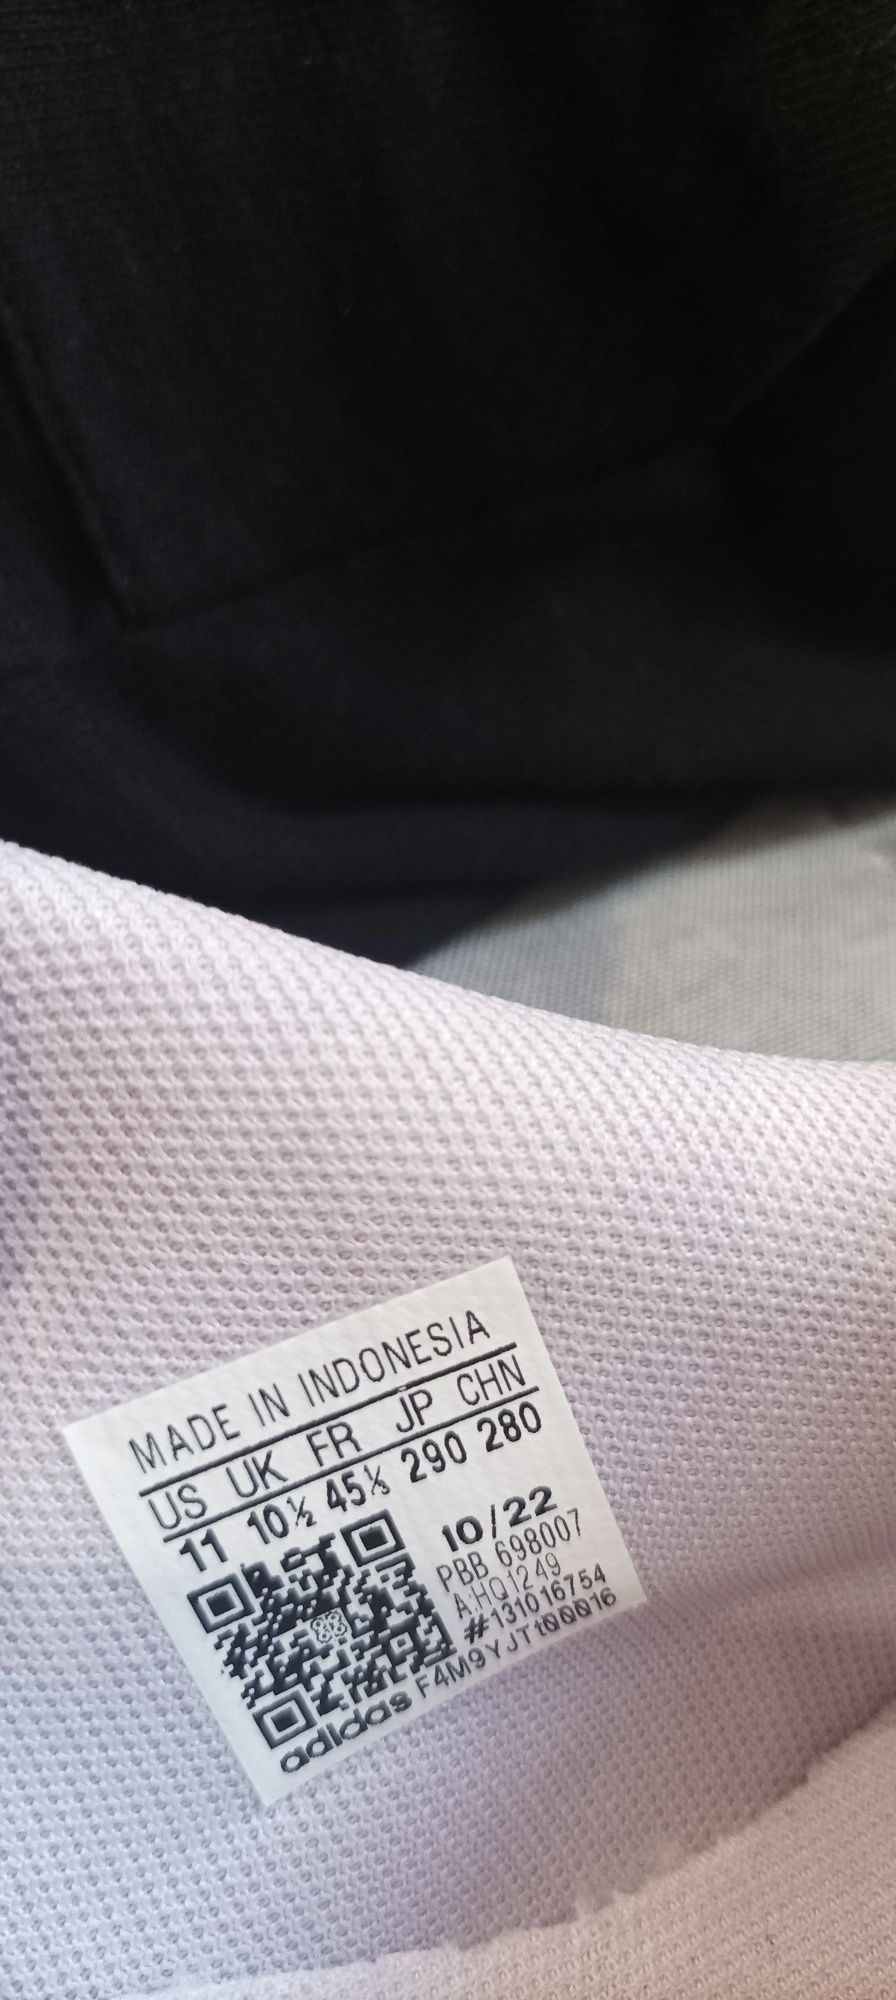 MADE IN INDONESIA
US UK FR JP CHN
11 10½ 45⅓ 290 280
10/22
PBB 698007
A:HQ1249
#131016754
adidas F4M9YJTt00016